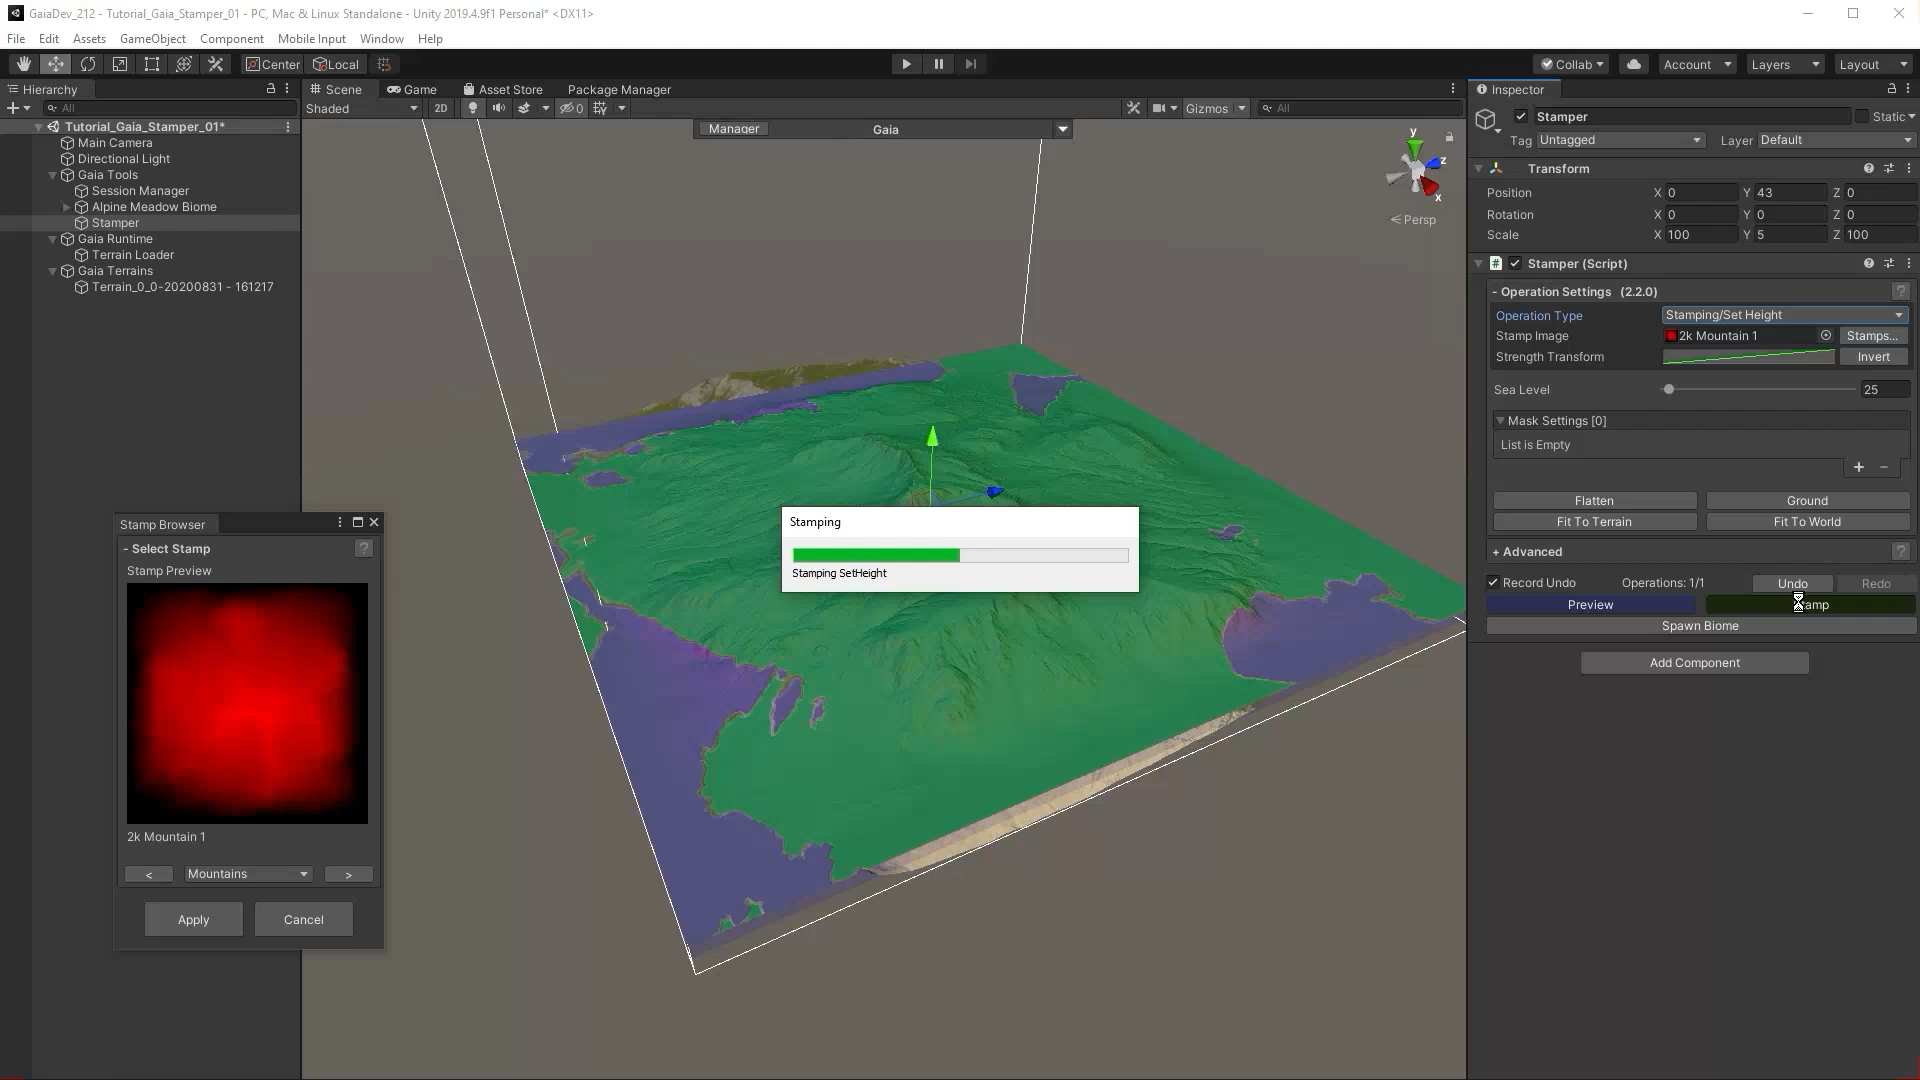 GaiaDev_212 - Tutorial_Gaia_Stamper_01 - PC, Mac & Linux Standalone - Unity 2019.4.9f1 Personal* <DX11>
File Edit Assets GameObject Component Mobile Input Window Help
Center Local Collab Account Layers Layout
Hierarchy
All
Tutorial_Gaia_Stamper_01*
Main Camera
Directional Light
Gaia Tools
Session Manager
Alpine Meadow Biome
Stamper
Gaia Runtime
Terrain Loader
Gaia Terrains
Terrain_0_0-20200831 - 161217
Scene Game Asset Store Package Manager
Shaded 2D 0 Gizmos All
Manager Gaia
y
z
x
Persp
Stamping
Stamping SetHeight
Stamp Browser
- Select Stamp ?
Stamp Preview
2k Mountain 1
< Mountains >
Apply Cancel
Inspector
Stamper Static
Tag Untagged Layer Default
Transform
Position X 0 Y 43 Z 0
Rotation X 0 Y 0 Z 0
Scale X 100 Y 5 Z 100
# Stamper (Script)
- Operation Settings (2.2.0) ?
Operation Type Stamping/Set Height
Stamp Image 2k Mountain 1 Stamps...
Strength Transform Invert
Sea Level 25
Mask Settings [0]
List is Empty
+ −
Flatten Ground
Fit To Terrain Fit To World
+ Advanced ?
Record Undo Operations: 1/1 Undo Redo
Preview amp
Spawn Biome
Add Component